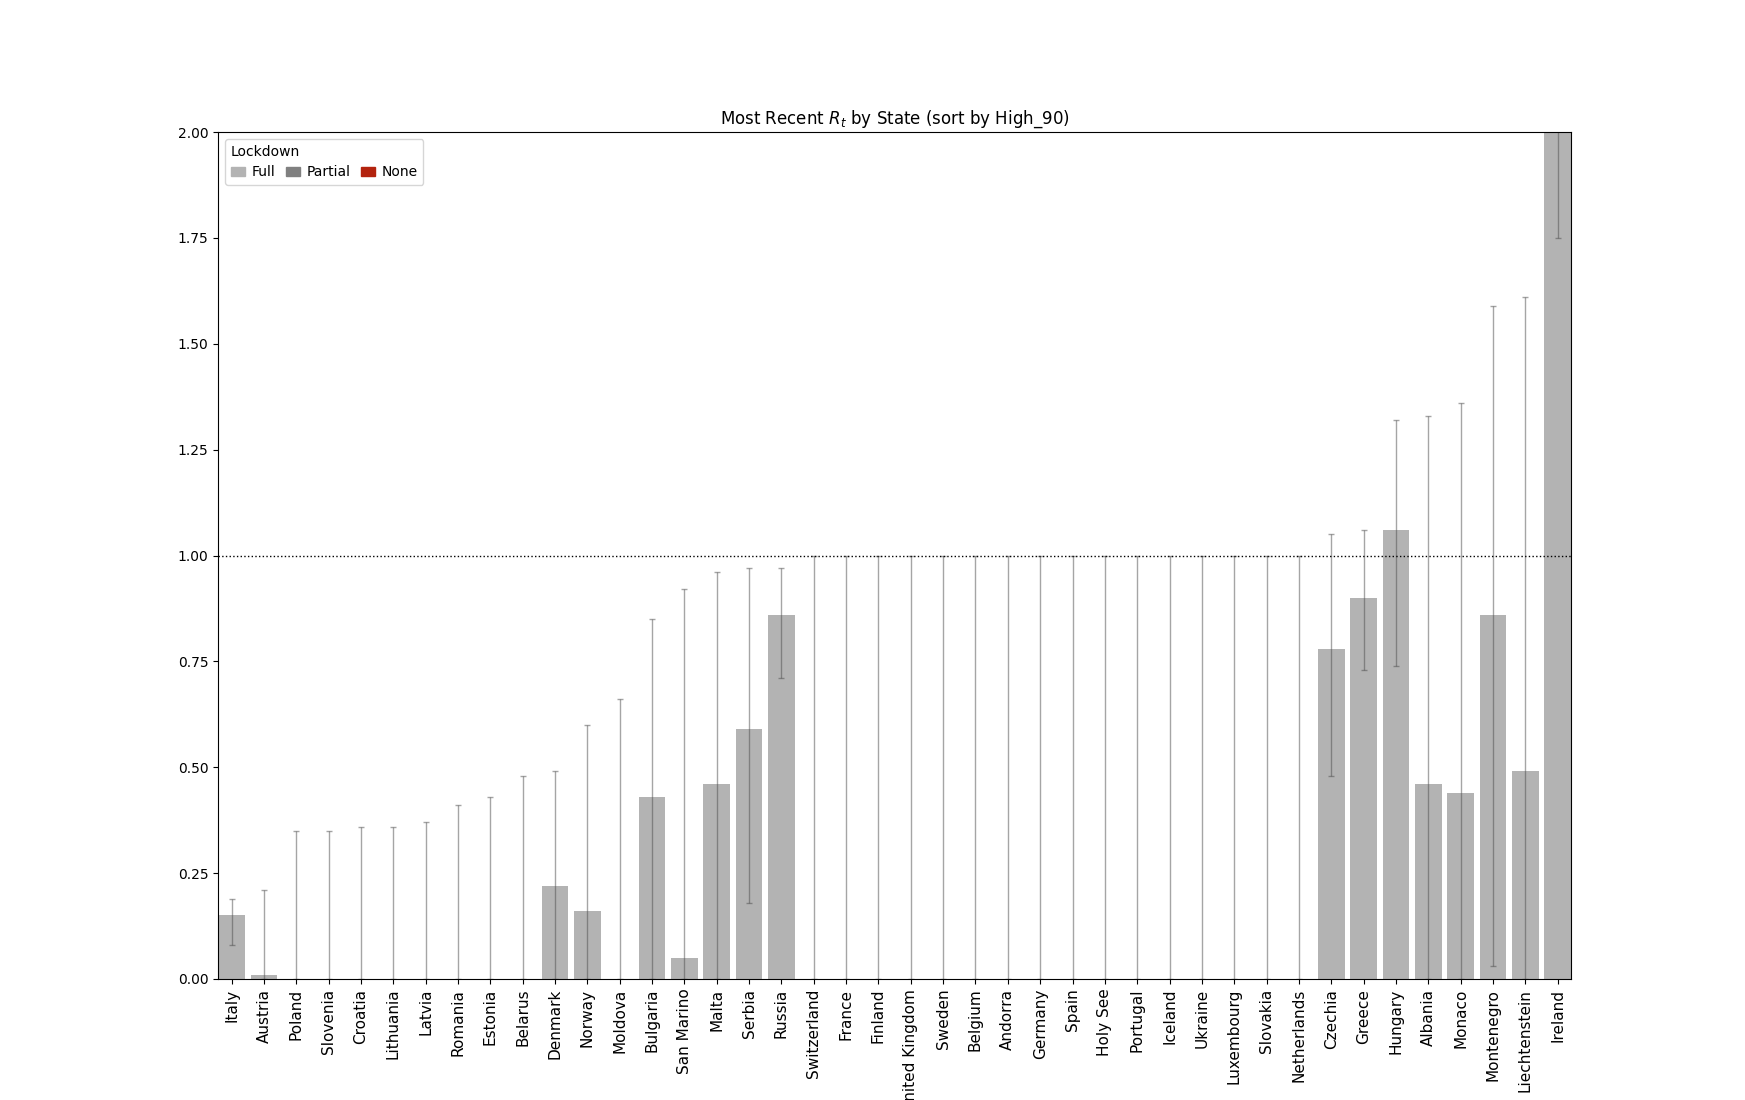 Most Recent R_t by State (sort by High_90)
Lockdown
Full Partial None
2.00
1.75
1.50
1.25
1.00
0.75
0.50
0.25
0.00
Italy
Austria
Poland
Slovenia
Croatia
Lithuania
Latvia
Romania
Estonia
Belarus
Denmark
Norway
Moldova
Bulgaria
San Marino
Malta
Serbia
Russia
Switzerland
France
Finland
nited Kingdom
Sweden
Belgium
Andorra
Germany
Spain
Holy See
Portugal
Iceland
Ukraine
Luxembourg
Slovakia
Netherlands
Czechia
Greece
Hungary
Albania
Monaco
Montenegro
Liechtenstein
Ireland